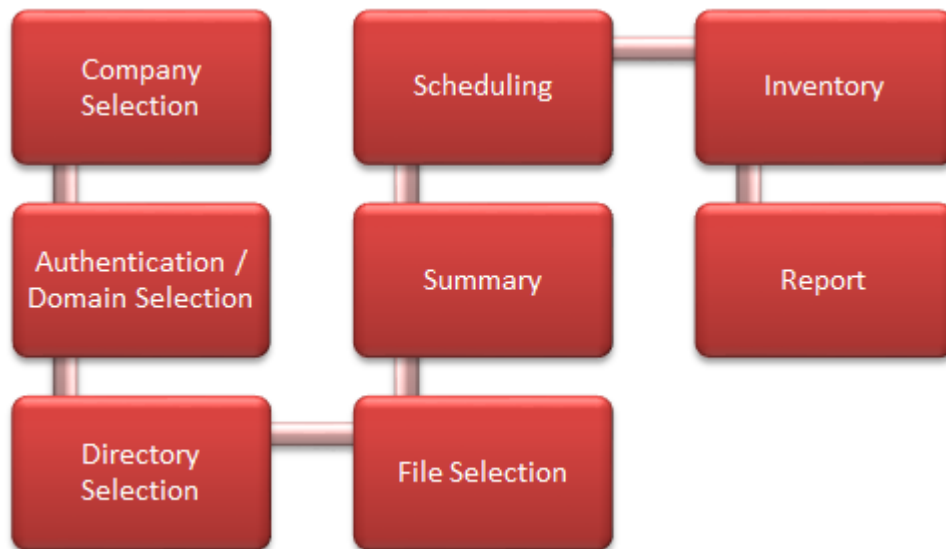 Company
Selection
Authentication /
Domain Selection
Directory
Selection
File Selection
Summary
Scheduling
Inventory
Report